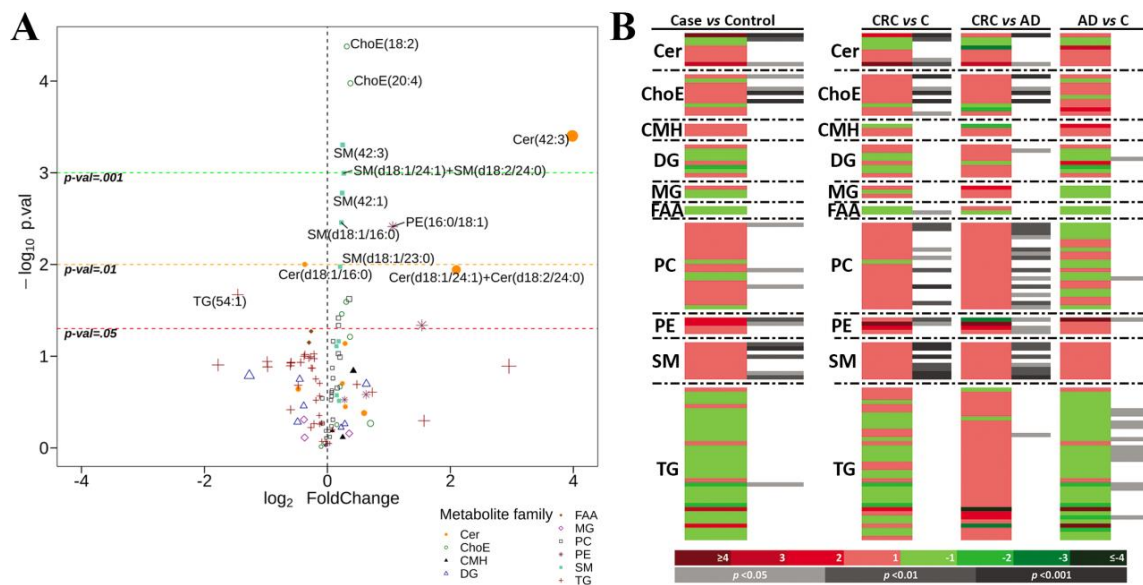 A
ChoE(18:2)
4
ChoE(20:4)
Cer(42:3)
SM(42:3)
3
p-val=.001
SM(d18:1/24:1)+SM(d18:2/24:0)
SM(42:1)
PE(16:0/18:1)
SM(d18:1/16:0)
2
p-val=.01
SM(d18:1/23:0)
Cer(d18:1/16:0)
Cer(d18:1/24:1)+Cer(d18:2/24:0)
TG(54:1)
p-val=.05
1
0
− log10 p.val
-4 -2 0 2 4
log2 FoldChange
Metabolite family
Cer
ChoE
CMH
DG
FAA
MG
PC
PE
SM
TG
B
Case vs Control CRC vs C CRC vs AD AD vs C
Cer Cer
ChoE ChoE
CMH CMH
DG DG
MG MG
FAA FAA
PC PC
PE PE
SM SM
TG TG
≥4 3 2 1 -1 -2 -3 ≤-4
p <0.05 p <0.01 p <0.001